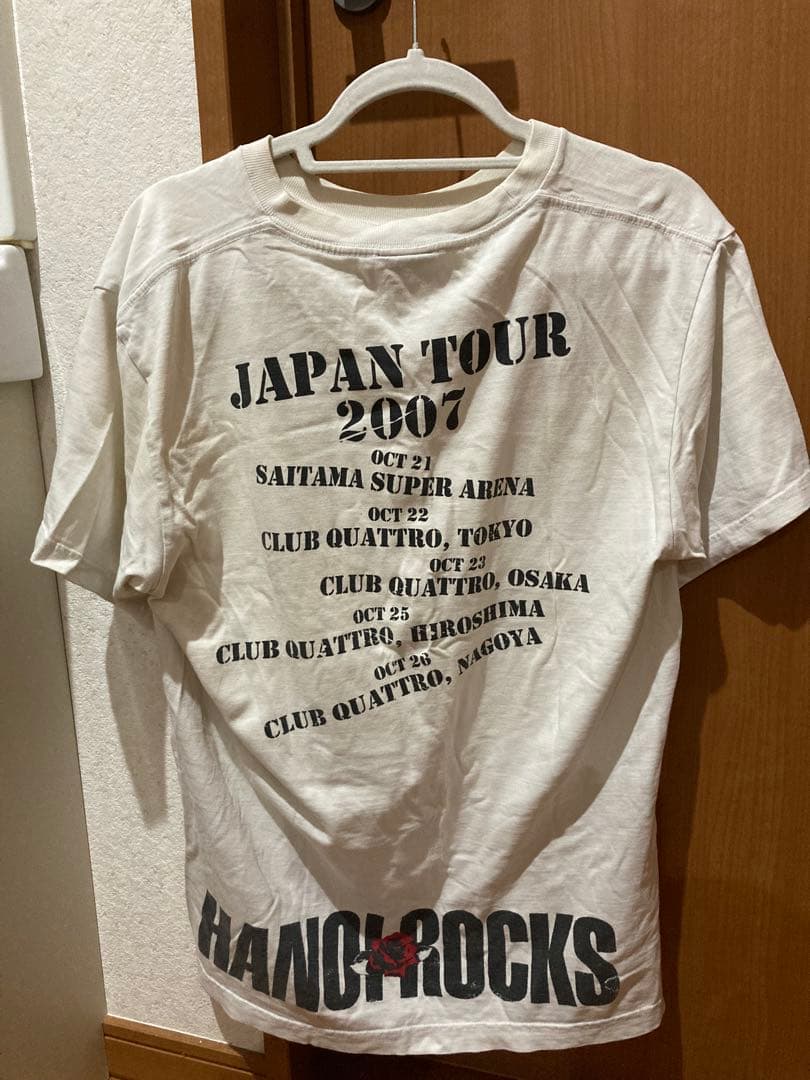 JAPAN TOUR
2007
OCT 21
SAITAMA SUPER ARENA
OCT 22
CLUB QUATTRO, TOKYO
OCT 23
CLUB QUATTRO, OSAKA
OCT 25
CLUB QUATTRO, HIROSHIMA
OCT 26
CLUB QUATTRO, NAGOYA
HANOI ROCKS